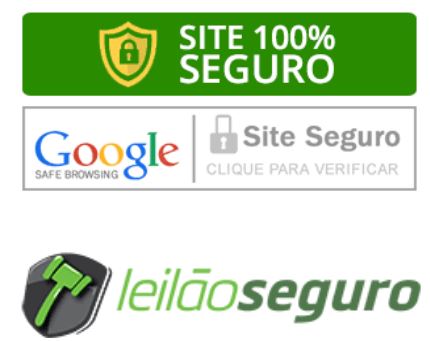 SITE 100%
SEGURO
Google
SAFE BROWSING
Site Seguro
CLIQUE PARA VERIFICAR
leilãoseguro